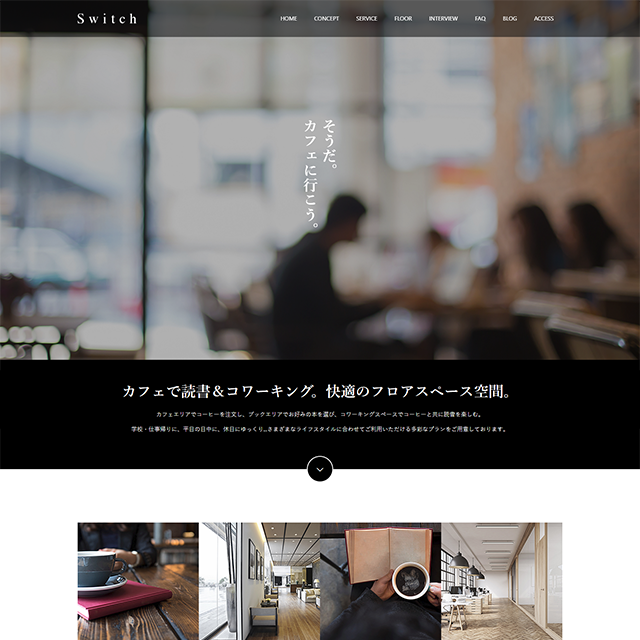 Switch
HOME CONCEPT SERVICE FLOOR INTERVIEW FAQ BLOG ACCESS
そうだ。
カフェに行こう。
カフェで読書＆コワーキング。快適のフロアスペース空間。
カフェエリアでコーヒーを注文し、ブックエリアでお好みの本を選び、コワーキングスペースでコーヒーと共に読書を楽しむ。
学校・仕事帰りに、平日の日中に、休日にゆっくり…さまざまなライフスタイルに合わせてご利用いただける多彩なプランをご用意しております。